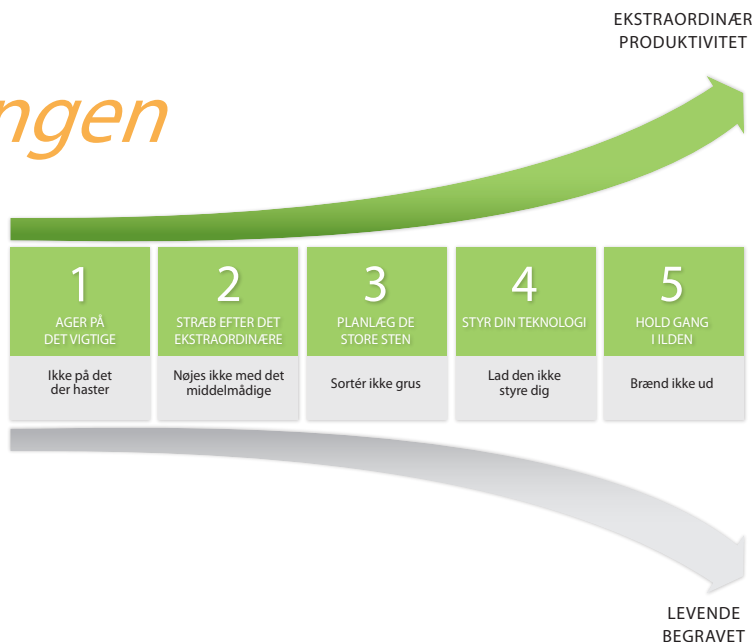 EKSTRAORDINÆR
PRODUKTIVITET
ngen
1
AGER PÅ
DET VIGTIGE
Ikke på det
der haster
2
STRÆB EFTER DET
EKSTRAORDINÆRE
Nøjes ikke med det
middelmådige
3
PLANLÆG DE
STORE STEN
Sortér ikke grus
4
STYR DIN TEKNOLOGI
Lad den ikke
styre dig
5
HOLD GANG
I ILDEN
Brænd ikke ud
LEVENDE
BEGRAVET